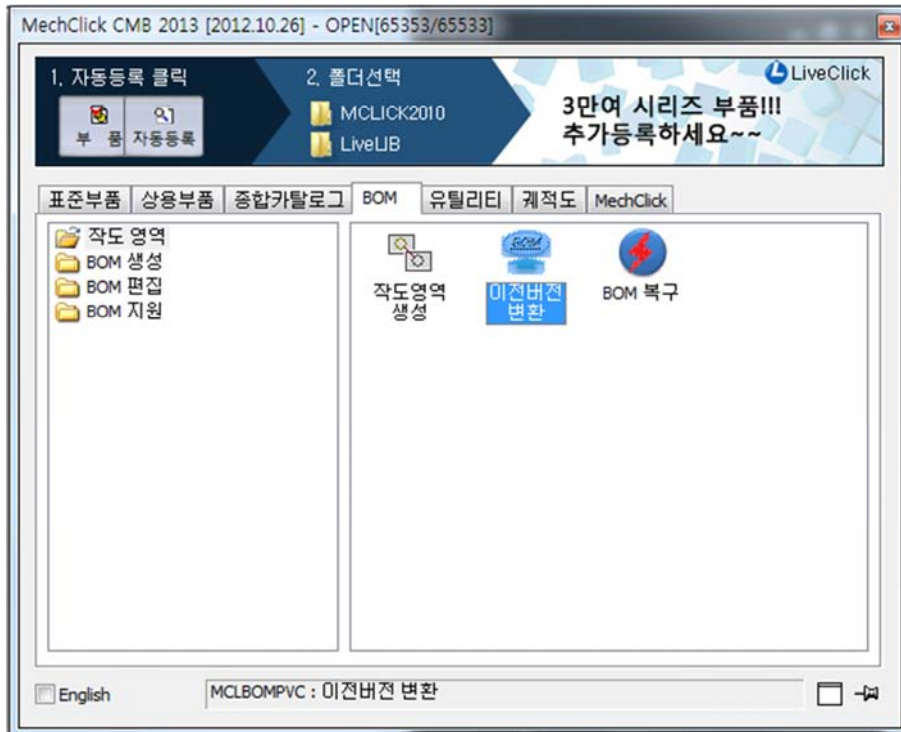 MechClick CMB 2013 [2012.10.26] - OPEN[65353/65533]
1. 자동등록 클릭
부 품
자동등록
2. 폴더선택
MCLICK2010
LiveLIB
LiveClick
3만여 시리즈 부품!!!
추가등록하세요~~
표준부품 상용부품 종합카탈로그 BOM 유틸리티 궤적도 MechClick
작도 영역
BOM 생성
BOM 편집
BOM 지원
작도영역
생성
이전버전
변환
BOM 복구
English
MCLBOMPVC : 이전버전 변환